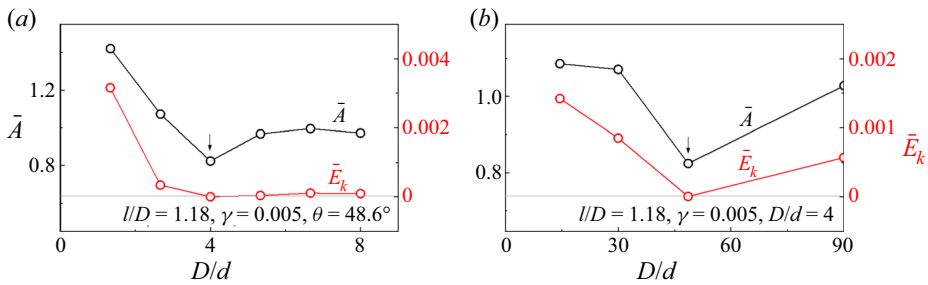 (a)
(b)
0.004
0.002
0
1.2
0.8
Ā
Ā
Ē_k
l/D = 1.18, γ = 0.005, θ = 48.6°
0 4 8
D/d
0.002
0.001
0
1.0
0.8
Ā
Ē_k
Ē_k
l/D = 1.18, γ = 0.005, D/d = 4
0 30 60 90
D/d